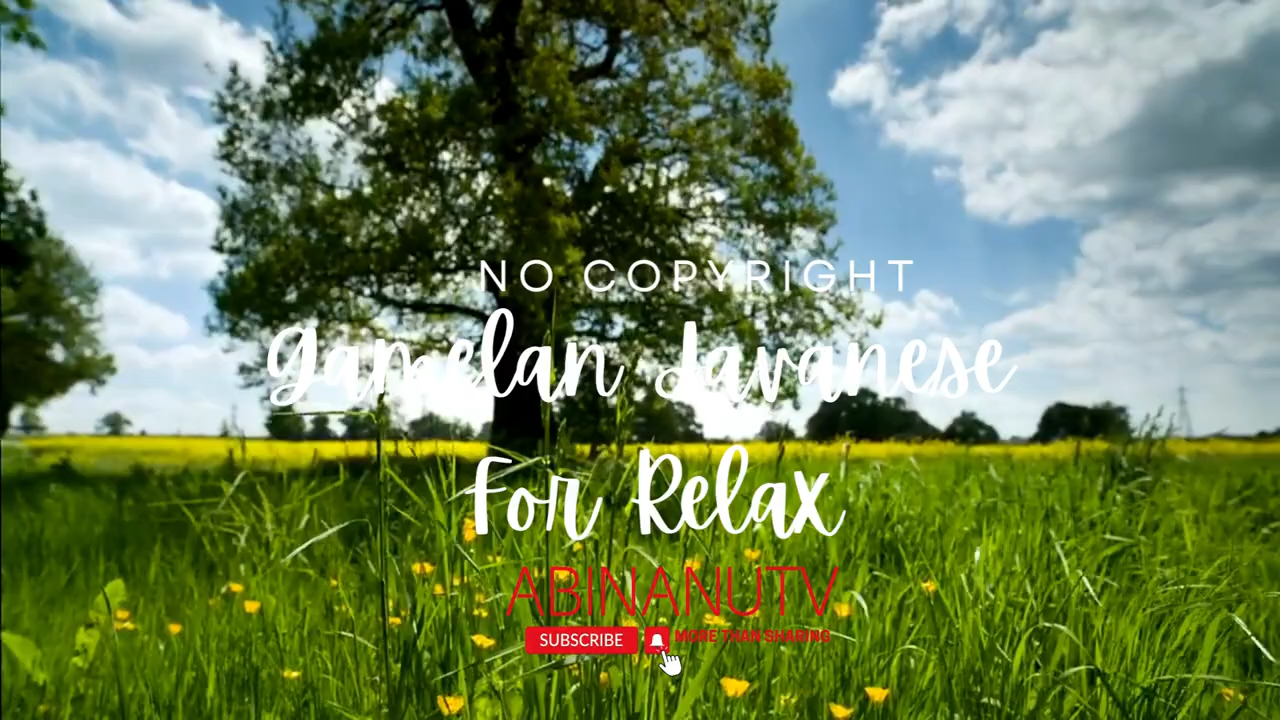 NO COPYRIGHT
Gamelan Javanese
For Relax
ABINANUTV
SUBSCRIBE
MORE THAN SHARING